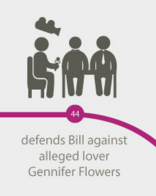 44
defends Bill against
alleged lover
Gennifer Flowers